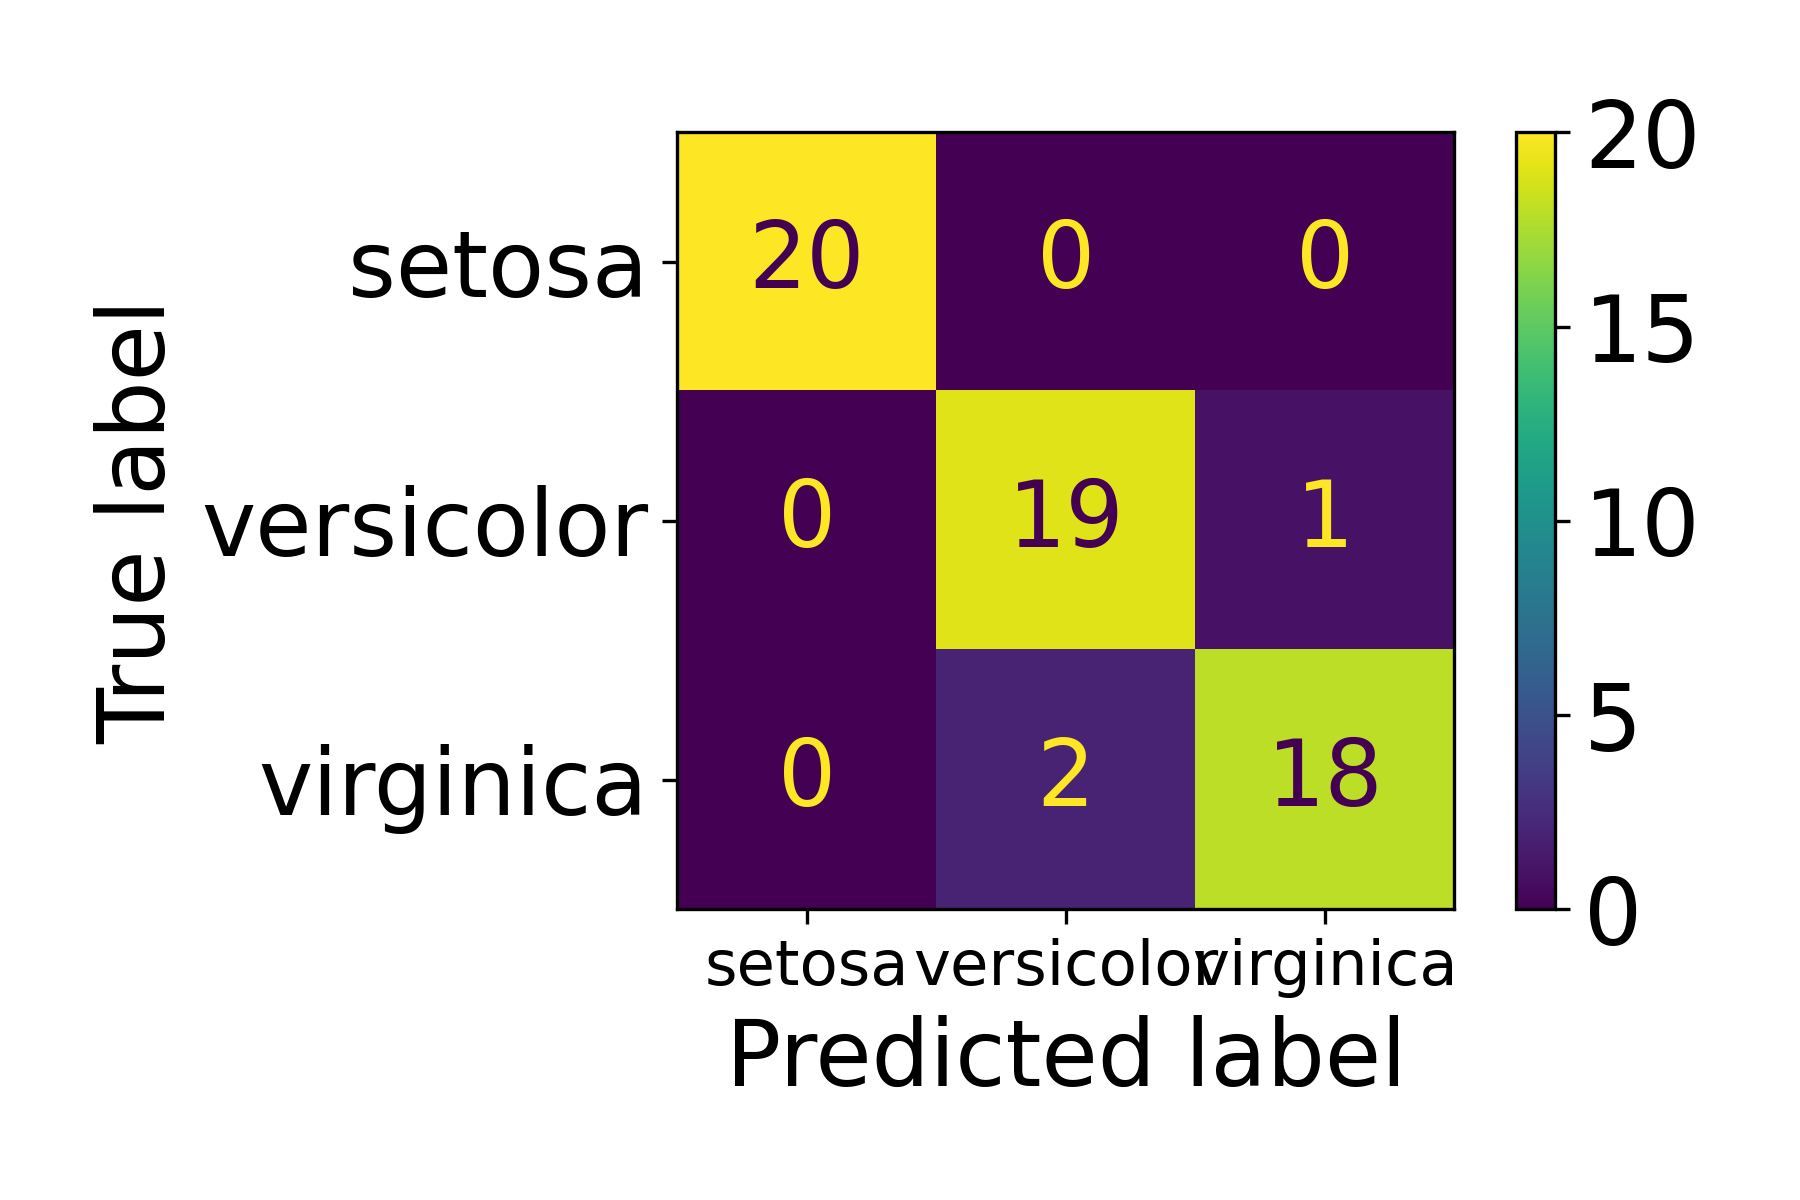 True label
setosa 20 0 0
versicolor 0 19 1
virginica 0 2 18
setosa versicolor virginica
Predicted label
20
15
10
5
0